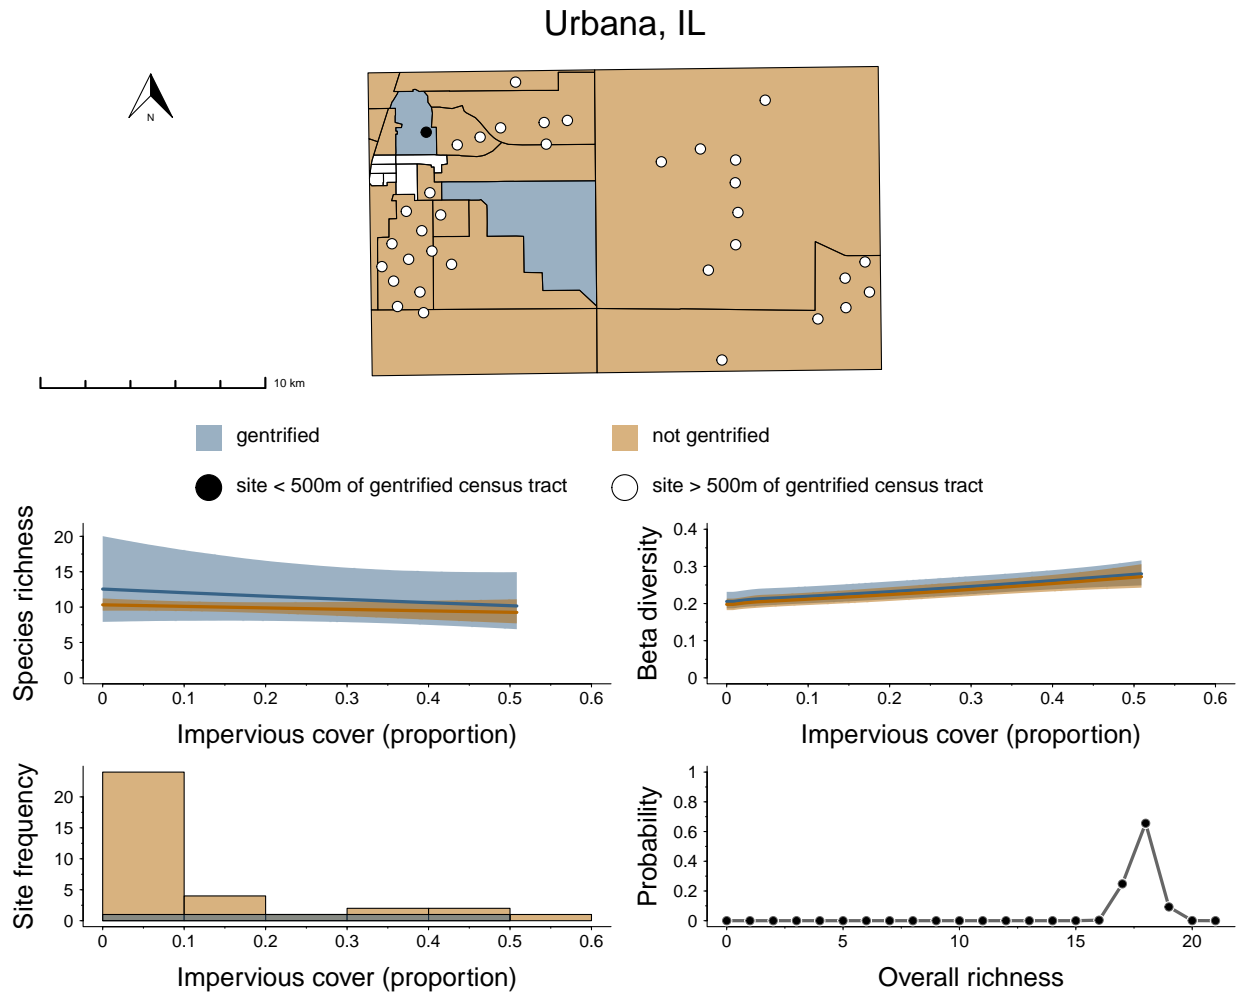 Urbana, IL
N
10 km
gentrified
not gentrified
site < 500m of gentrified census tract
site > 500m of gentrified census tract
Species richness
20
15
10
5
0
0 0.1 0.2 0.3 0.4 0.5 0.6
Impervious cover (proportion)
Beta diversity
0.4
0.3
0.2
0.1
0
0 0.1 0.2 0.3 0.4 0.5 0.6
Impervious cover (proportion)
Site frequency
20
15
10
5
0
0 0.1 0.2 0.3 0.4 0.5 0.6
Impervious cover (proportion)
Probability
1
0.8
0.6
0.4
0.2
0
0 5 10 15 20
Overall richness